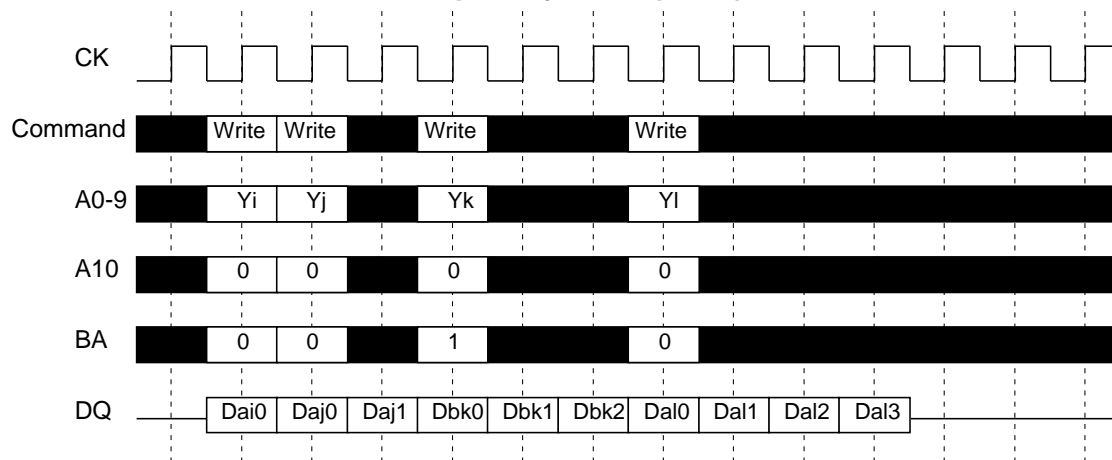 CK
Command Write Write Write Write
A0-9 Yi Yj Yk Yl
A10 0 0 0 0
BA 0 0 1 0
DQ Dai0 Daj0 Daj1 Dbk0 Dbk1 Dbk2 Dal0 Dal1 Dal2 Dal3